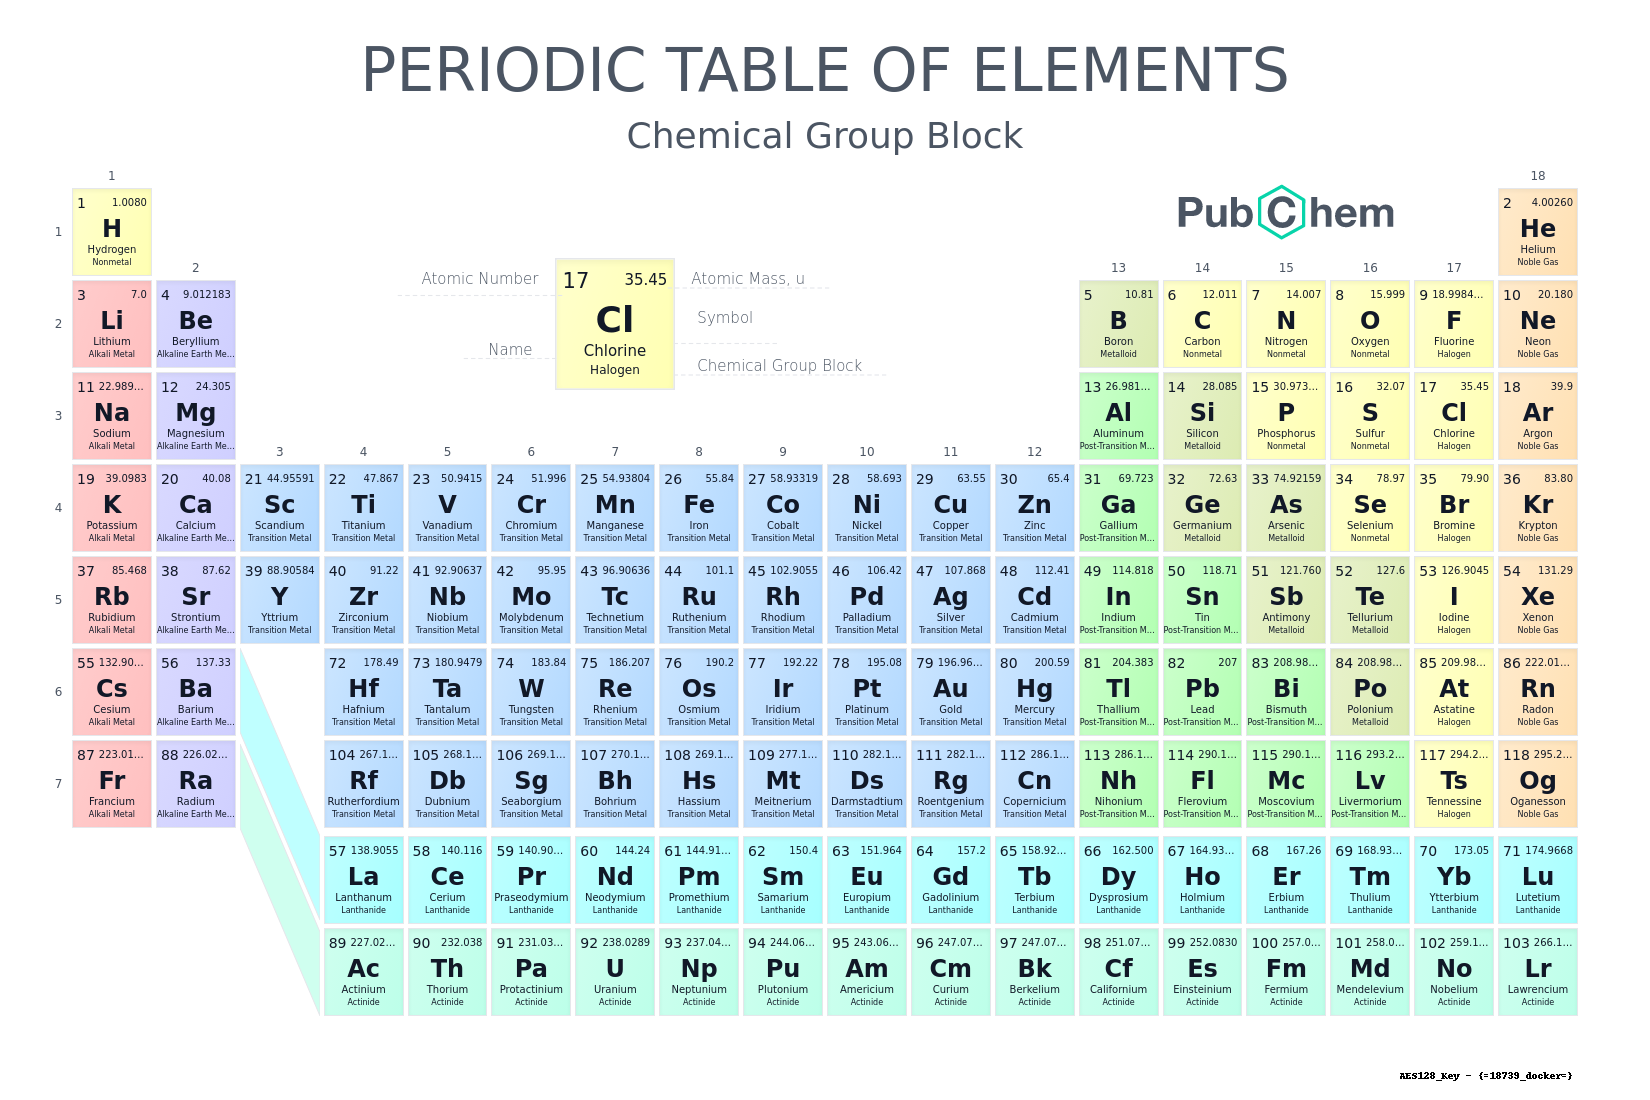 PERIODIC TABLE OF ELEMENTS
Chemical Group Block
1
18
1 1.0080
H
Hydrogen
Nonmetal
PubChem
2 4.00260
He
Helium
Noble Gas
1
2
13 14 15 16 17
Atomic Number
17 35.45
Cl
Chlorine
Halogen
Atomic Mass, u
Symbol
Name
Chemical Group Block
3 7.0 4 9.012183 5 10.81 6 12.011 7 14.007 8 15.999 9 18.9984... 10 20.180
2 Li Be B C N O F Ne
Lithium Beryllium Boron Carbon Nitrogen Oxygen Fluorine Neon
Alkali Metal Alkaline Earth Me... Metalloid Nonmetal Nonmetal Nonmetal Halogen Noble Gas
11 22.989... 12 24.305 13 26.981... 14 28.085 15 30.973... 16 32.07 17 35.45 18 39.9
3 Na Mg Al Si P S Cl Ar
Sodium Magnesium Aluminum Silicon Phosphorus Sulfur Chlorine Argon
Alkali Metal Alkaline Earth Me... Post-Transition M... Metalloid Nonmetal Nonmetal Halogen Noble Gas
3 4 5 6 7 8 9 10 11 12
19 39.0983 20 40.08 21 44.95591 22 47.867 23 50.9415 24 51.996 25 54.93804 26 55.84 27 58.93319 28 58.693 29 63.55 30 65.4 31 69.723 32 72.63 33 74.92159 34 78.97 35 79.90 36 83.80
4 K Ca Sc Ti V Cr Mn Fe Co Ni Cu Zn Ga Ge As Se Br Kr
Potassium Calcium Scandium Titanium Vanadium Chromium Manganese Iron Cobalt Nickel Copper Zinc Gallium Germanium Arsenic Selenium Bromine Krypton
Alkali Metal Alkaline Earth Me... Transition Metal Transition Metal Transition Metal Transition Metal Transition Metal Transition Metal Transition Metal Transition Metal Transition Metal Transition Metal Post-Transition M... Metalloid Metalloid Nonmetal Halogen Noble Gas
37 85.468 38 87.62 39 88.90584 40 91.22 41 92.90637 42 95.95 43 96.90636 44 101.1 45 102.9055 46 106.42 47 107.868 48 112.41 49 114.818 50 118.71 51 121.760 52 127.6 53 126.9045 54 131.29
5 Rb Sr Y Zr Nb Mo Tc Ru Rh Pd Ag Cd In Sn Sb Te I Xe
Rubidium Strontium Yttrium Zirconium Niobium Molybdenum Technetium Ruthenium Rhodium Palladium Silver Cadmium Indium Tin Antimony Tellurium Iodine Xenon
Alkali Metal Alkaline Earth Me... Transition Metal Transition Metal Transition Metal Transition Metal Transition Metal Transition Metal Transition Metal Transition Metal Transition Metal Transition Metal Post-Transition M... Post-Transition M... Metalloid Metalloid Halogen Noble Gas
55 132.90... 56 137.33 72 178.49 73 180.9479 74 183.84 75 186.207 76 190.2 77 192.22 78 195.08 79 196.96... 80 200.59 81 204.383 82 207 83 208.98... 84 208.98... 85 209.98... 86 222.01...
6 Cs Ba Hf Ta W Re Os Ir Pt Au Hg Tl Pb Bi Po At Rn
Cesium Barium Hafnium Tantalum Tungsten Rhenium Osmium Iridium Platinum Gold Mercury Thallium Lead Bismuth Polonium Astatine Radon
Alkali Metal Alkaline Earth Me... Transition Metal Transition Metal Transition Metal Transition Metal Transition Metal Transition Metal Transition Metal Transition Metal Transition Metal Post-Transition M... Post-Transition M... Post-Transition M... Metalloid Halogen Noble Gas
87 223.01... 88 226.02... 104 267.1... 105 268.1... 106 269.1... 107 270.1... 108 269.1... 109 277.1... 110 282.1... 111 282.1... 112 286.1... 113 286.1... 114 290.1... 115 290.1... 116 293.2... 117 294.2... 118 295.2...
7 Fr Ra Rf Db Sg Bh Hs Mt Ds Rg Cn Nh Fl Mc Lv Ts Og
Francium Radium Rutherfordium Dubnium Seaborgium Bohrium Hassium Meitnerium Darmstadtium Roentgenium Copernicium Nihonium Flerovium Moscovium Livermorium Tennessine Oganesson
Alkali Metal Alkaline Earth Me... Transition Metal Transition Metal Transition Metal Transition Metal Transition Metal Transition Metal Transition Metal Transition Metal Transition Metal Post-Transition M... Post-Transition M... Post-Transition M... Post-Transition M... Halogen Noble Gas
57 138.9055 58 140.116 59 140.90... 60 144.24 61 144.91... 62 150.4 63 151.964 64 157.2 65 158.92... 66 162.500 67 164.93... 68 167.26 69 168.93... 70 173.05 71 174.9668
La Ce Pr Nd Pm Sm Eu Gd Tb Dy Ho Er Tm Yb Lu
Lanthanum Cerium Praseodymium Neodymium Promethium Samarium Europium Gadolinium Terbium Dysprosium Holmium Erbium Thulium Ytterbium Lutetium
Lanthanide Lanthanide Lanthanide Lanthanide Lanthanide Lanthanide Lanthanide Lanthanide Lanthanide Lanthanide Lanthanide Lanthanide Lanthanide Lanthanide Lanthanide
89 227.02... 90 232.038 91 231.03... 92 238.0289 93 237.04... 94 244.06... 95 243.06... 96 247.07... 97 247.07... 98 251.07... 99 252.0830 100 257.0... 101 258.0... 102 259.1... 103 266.1...
Ac Th Pa U Np Pu Am Cm Bk Cf Es Fm Md No Lr
Actinium Thorium Protactinium Uranium Neptunium Plutonium Americium Curium Berkelium Californium Einsteinium Fermium Mendelevium Nobelium Lawrencium
Actinide Actinide Actinide Actinide Actinide Actinide Actinide Actinide Actinide Actinide Actinide Actinide Actinide Actinide Actinide
AES128_Key - {=18739_docker=}